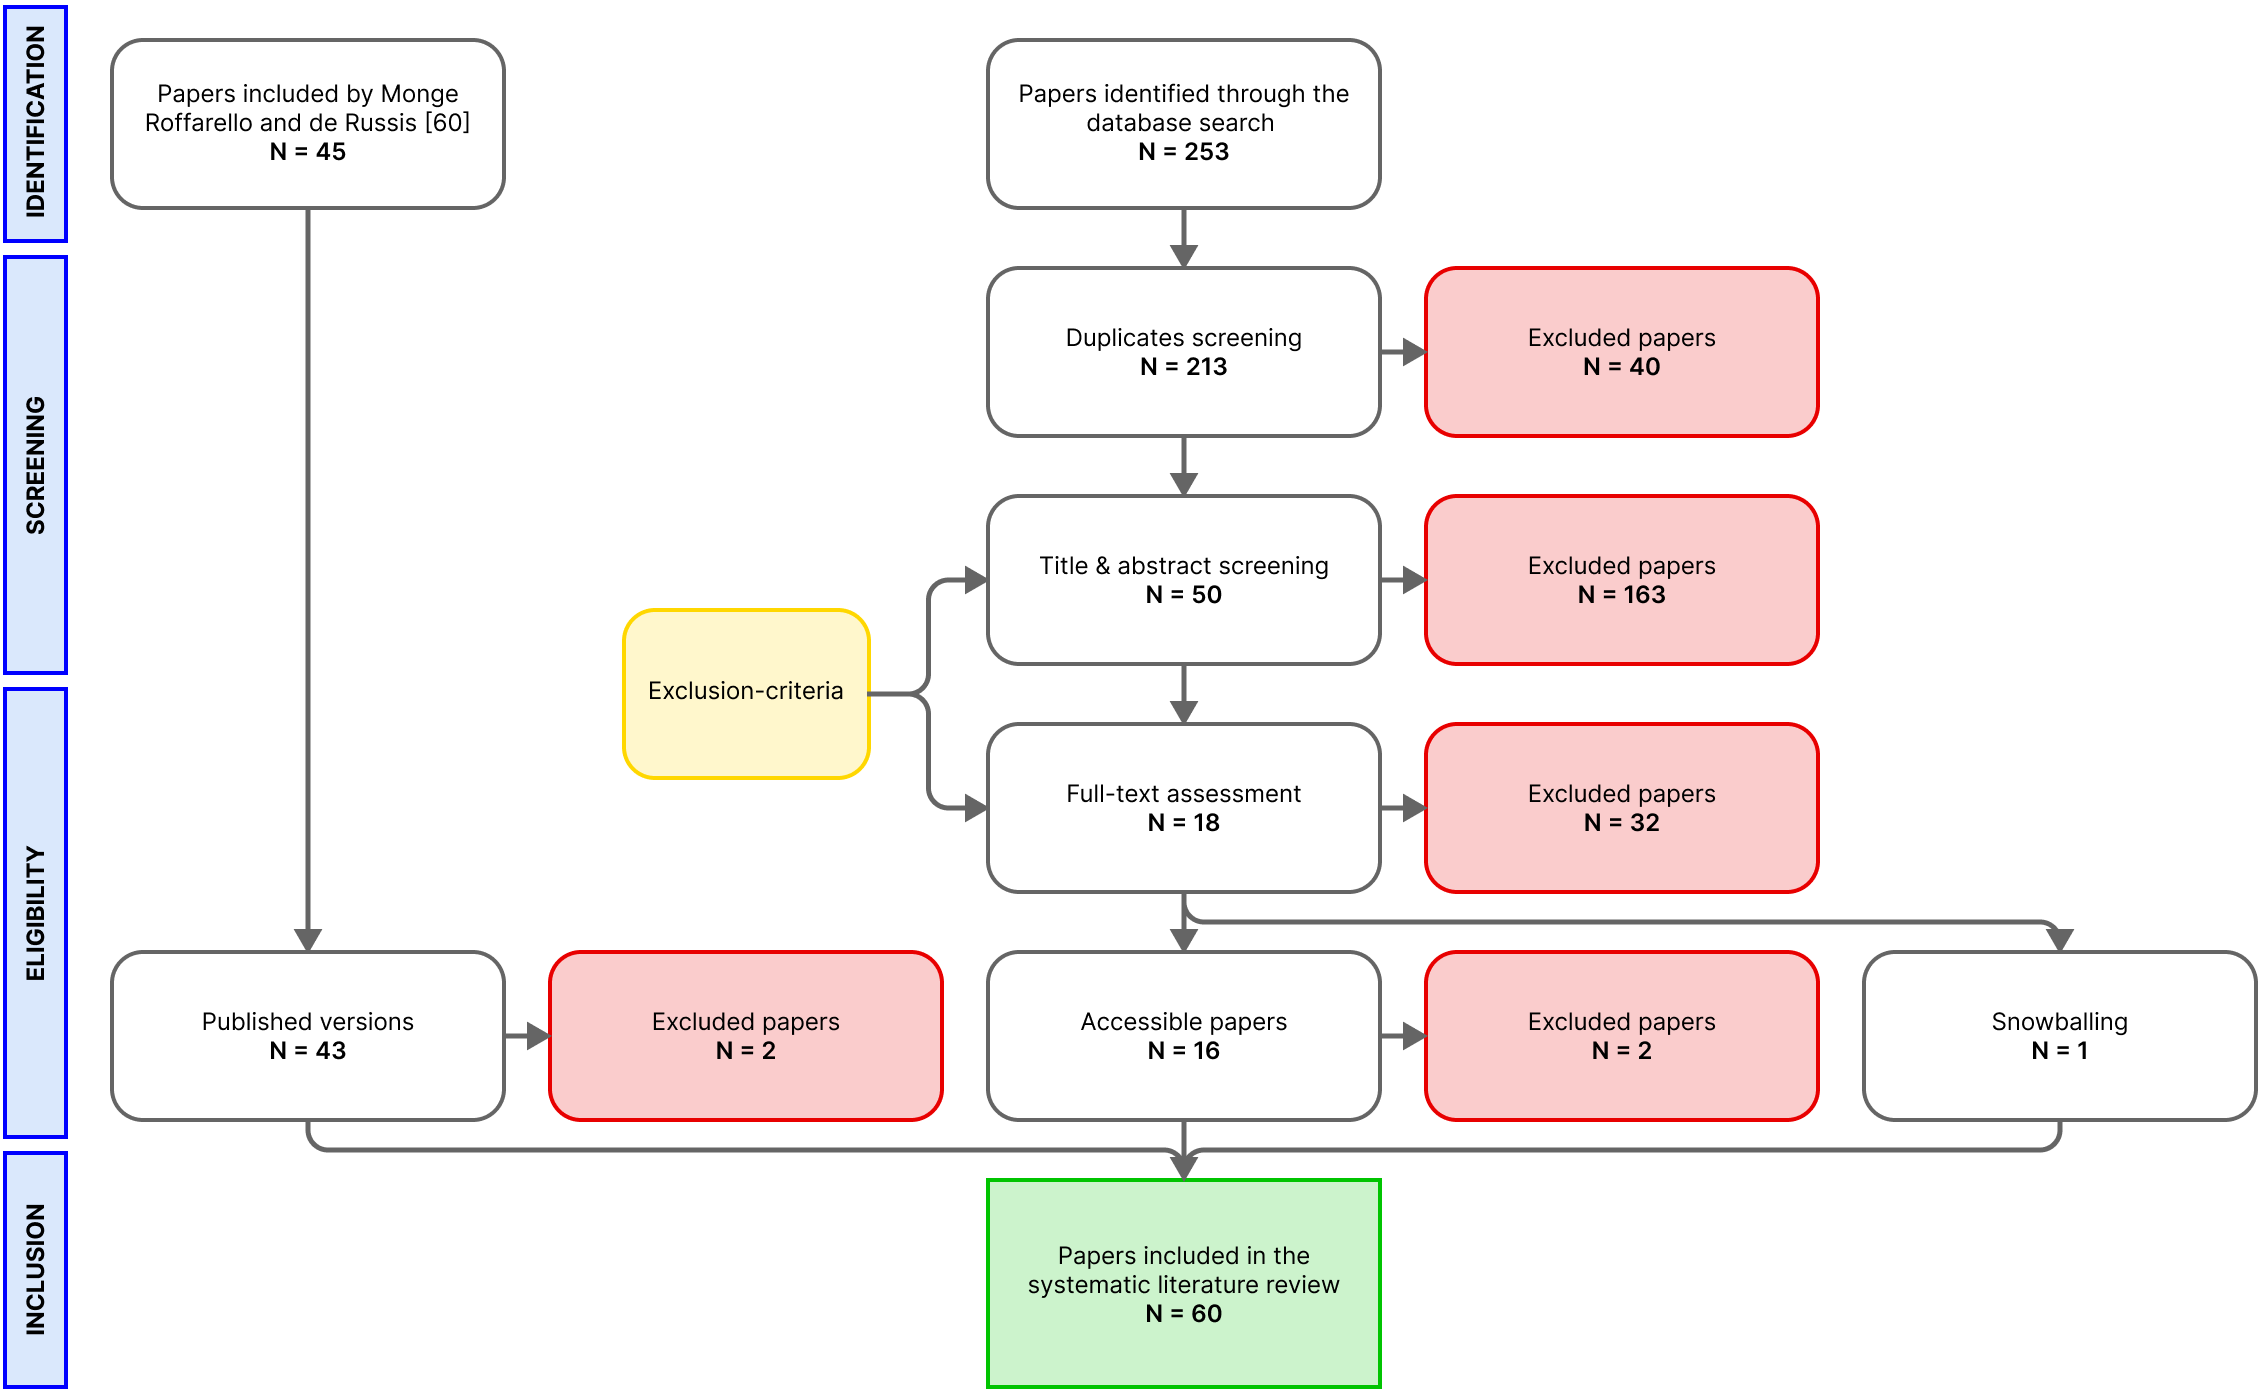 IDENTIFICATION
Papers included by Monge
Roffarello and de Russis [60]
N = 45
Papers identified through the
database search
N = 253
SCREENING
Duplicates screening
N = 213
Excluded papers
N = 40
Title & abstract screening
N = 50
Excluded papers
N = 163
Exclusion-criteria
ELIGIBILITY
Full-text assessment
N = 18
Excluded papers
N = 32
Published versions
N = 43
Excluded papers
N = 2
Accessible papers
N = 16
Excluded papers
N = 2
Snowballing
N = 1
INCLUSION
Papers included in the
systematic literature review
N = 60